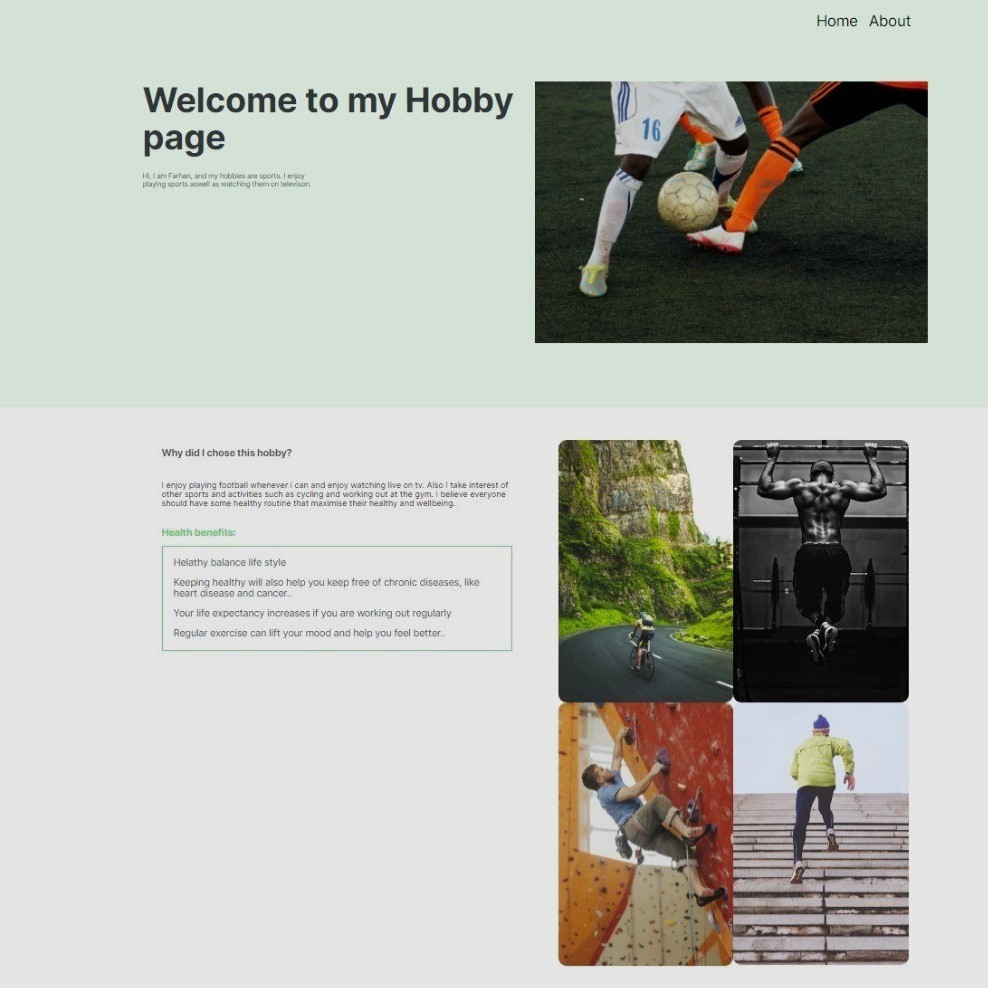 Home About
Welcome to my Hobby
page
Hi, I am Farhan, and my hobbies are sports. I enjoy
playing sports aswell as watching them on televison.
16
Why did I chose this hobby?
I enjoy playing football whenever I can and enjoy watching live on tv. Also I take interest of
other sports and activities such as cycling and working out at the gym. I believe everyone
should have some healthy routine that maximise their healthy and wellbeing.
Health benefits:
Helathy balance life style
Keeping healthy will also help you keep free of chronic diseases, like
heart disease and cancer..
Your life expectancy increases if you are working out regularly
Regular exercise can lift your mood and help you feel better..